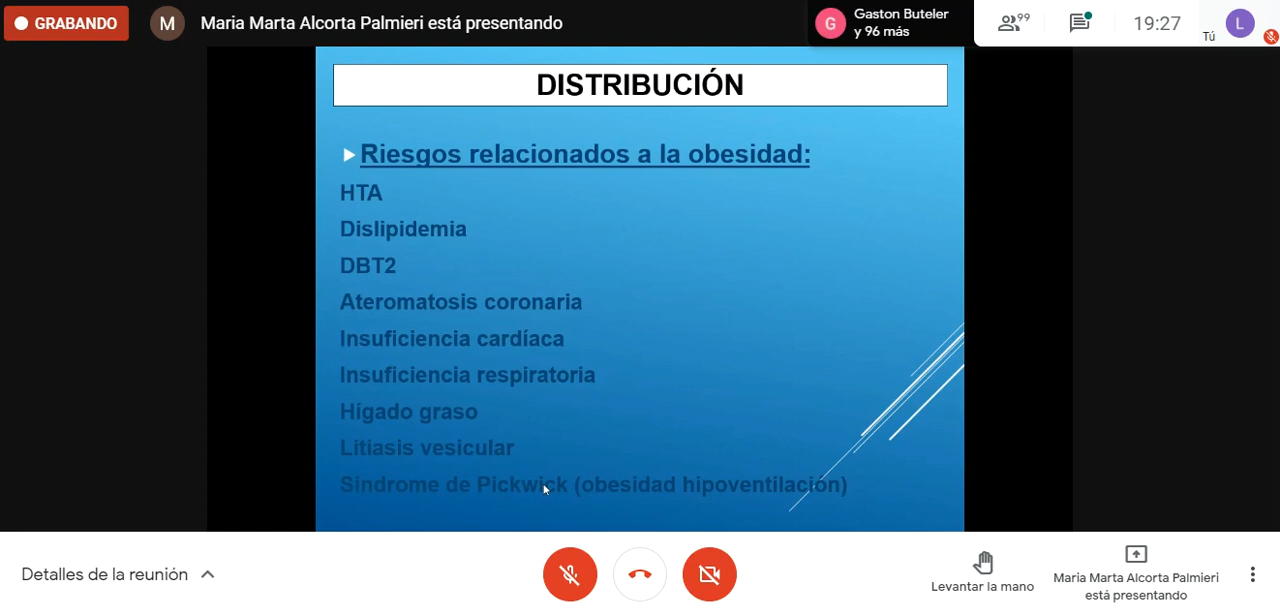 GRABANDO
M
Maria Marta Alcorta Palmieri está presentando
G
Gaston Buteler
y 96 más
99
19:27
Tú
L
DISTRIBUCIÓN
Riesgos relacionados a la obesidad:
HTA
Dislipidemia
DBT2
Ateromatosis coronaria
Insuficiencia cardíaca
Insuficiencia respiratoria
Hígado graso
Litiasis vesicular
Sindrome de Pickwick (obesidad hipoventilación)
Detalles de la reunión
Levantar la mano
Maria Marta Alcorta Palmieri
está presentando